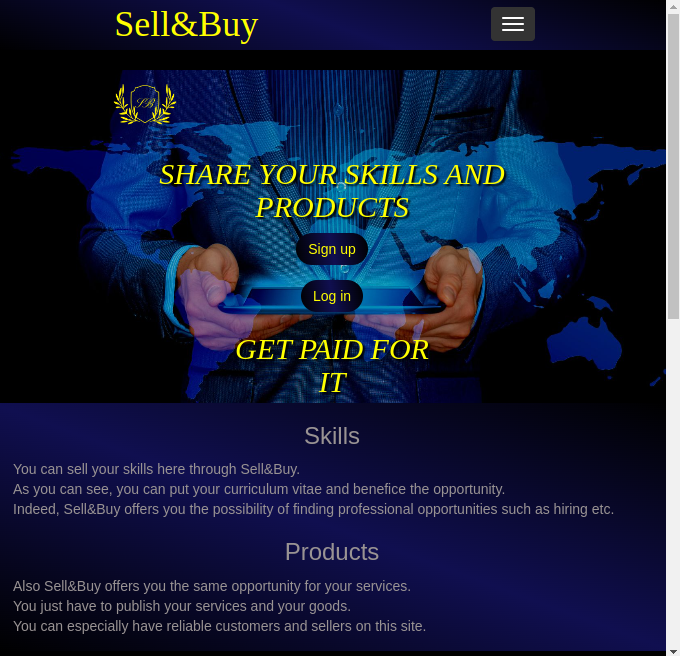 Sell&Buy
SB
SHARE YOUR SKILLS AND
PRODUCTS
Sign up
Log in
GET PAID FOR
IT
Skills
You can sell your skills here through Sell&Buy.
As you can see, you can put your curriculum vitae and benefice the opportunity.
Indeed, Sell&Buy offers you the possibility of finding professional opportunities such as hiring etc.
Products
Also Sell&Buy offers you the same opportunity for your services.
You just have to publish your services and your goods.
You can especially have reliable customers and sellers on this site.